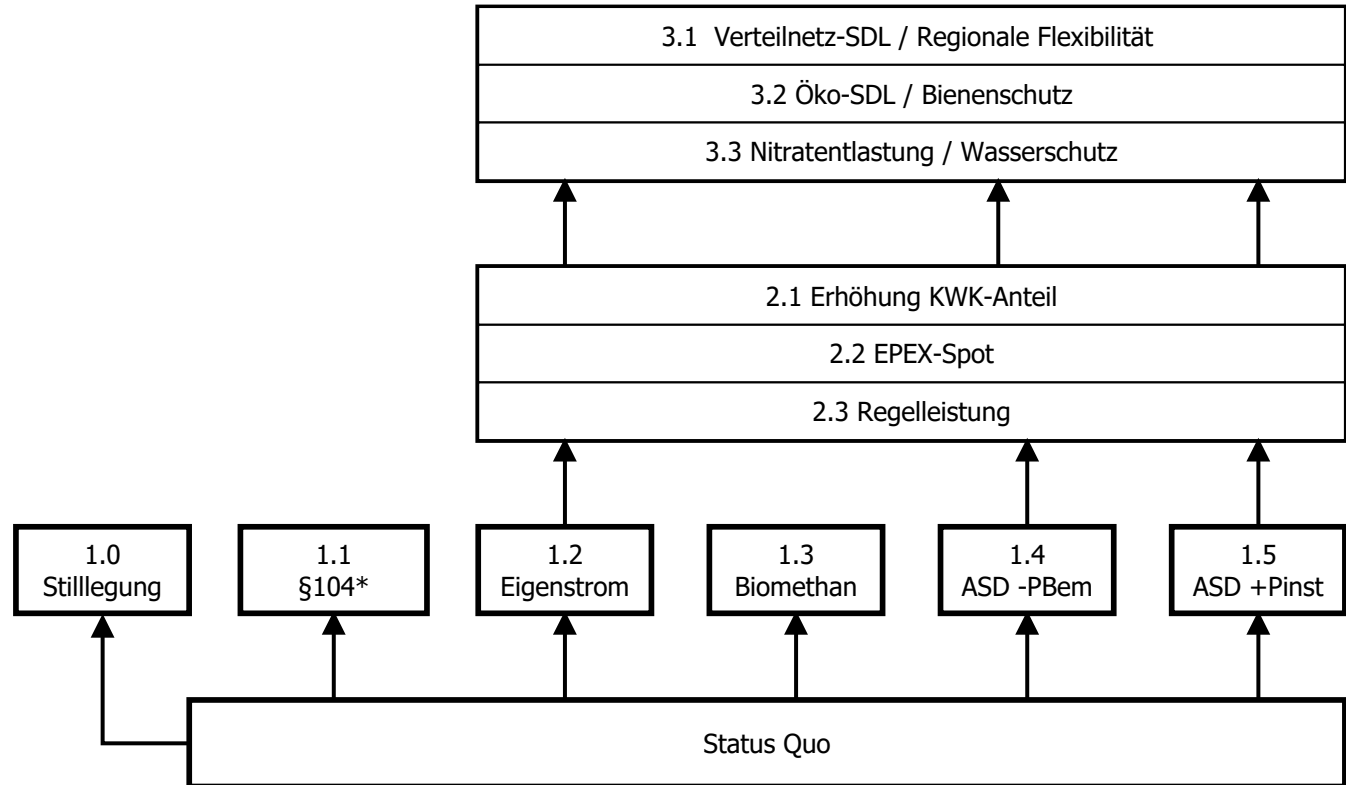 3.1 Verteilnetz-SDL / Regionale Flexibilität
3.2 Öko-SDL / Bienenschutz
3.3 Nitratentlastung / Wasserschutz
2.1 Erhöhung KWK-Anteil
2.2 EPEX-Spot
2.3 Regelleistung
1.0
Stilllegung
1.1
§104*
1.2
Eigenstrom
1.3
Biomethan
1.4
ASD -PBem
1.5
ASD +Pinst
Status Quo